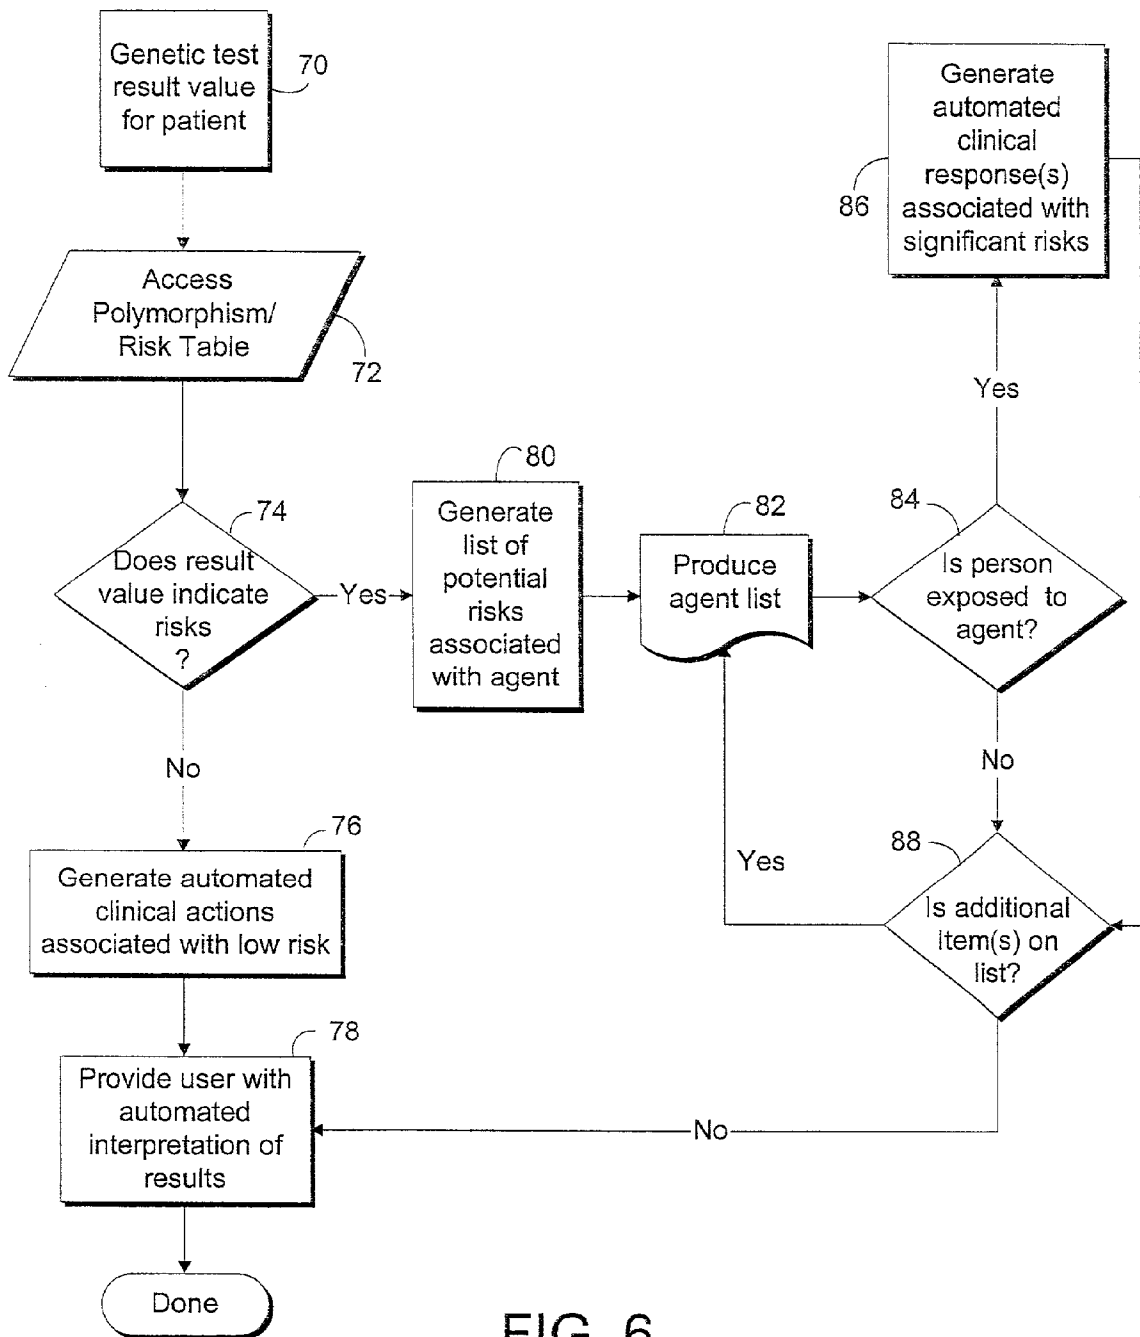 Genetic test
result value
for patient
70
Access
Polymorphism/
Risk Table
72
Does result
value indicate
risks
?
74
Yes
No
Generate automated
clinical actions
associated with low risk
76
Provide user with
automated
interpretation of
results
78
Done
Generate
list of
potential
risks
associated
with agent
80
Produce
agent list
82
Is person
exposed to
agent?
84
Yes
No
Generate
automated
clinical
response(s)
associated with
significant risks
86
Is additional
Item(s) on
list?
88
Yes
No
FIG. 6